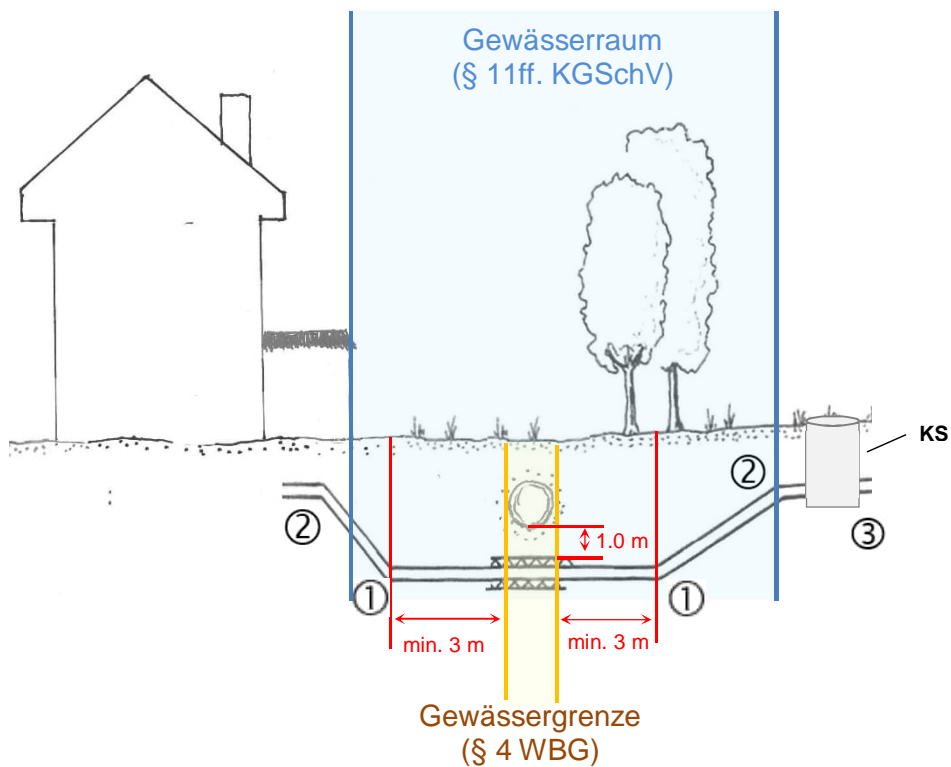 Gewässerraum
(§ 11ff. KGSchV)
KS
②
②
③
1.0 m
①
①
min. 3 m
min. 3 m
Gewässergrenze
(§ 4 WBG)